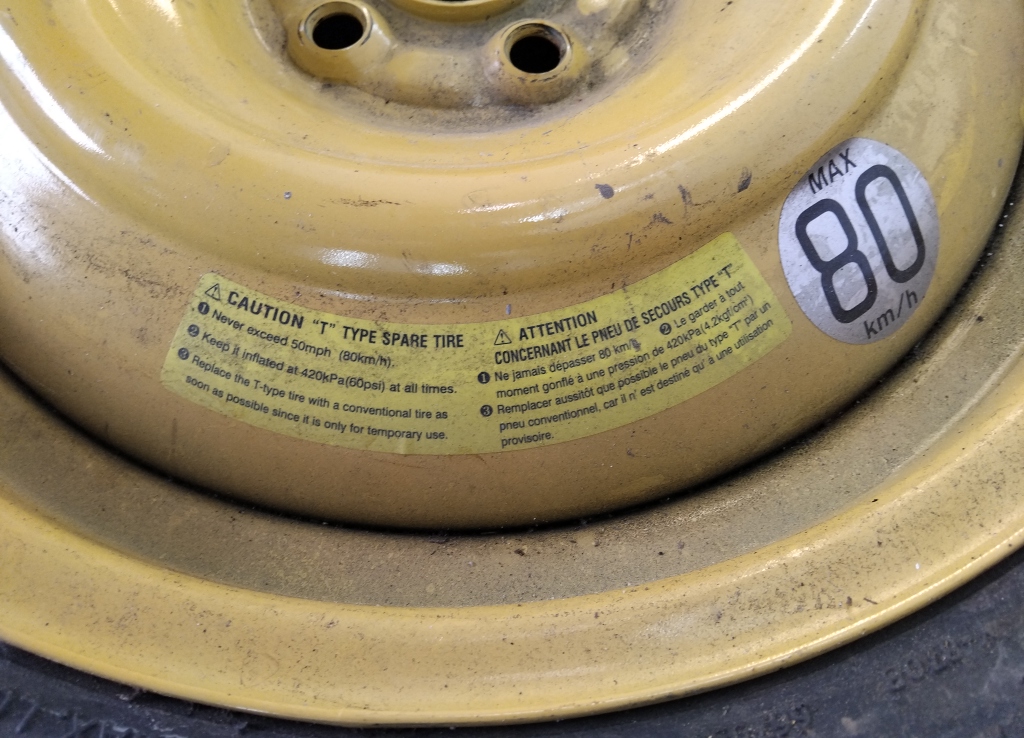 MAX
80
km/h
CAUTION "T" TYPE SPARE TIRE
❶ Never exceed 50mph (80km/h).
❷ Keep it inflated at 420kPa(60psi) at all times.
❸ Replace the T-type tire with a conventional tire as
soon as possible since it is only for temporary use.
ATTENTION
CONCERNANT LE PNEU DE SECOURS TYPE "T"
❶ Ne jamais dépasser 80 km/h. ❷ Le garder à tout
moment gonflé à une pression de 420kPa(4.2kgf/cm²)
❸ Remplacer aussitôt que possible le pneu du type "T" par un
pneu conventionnel, car il n' est destiné qu' à une utilisation
provisoire.